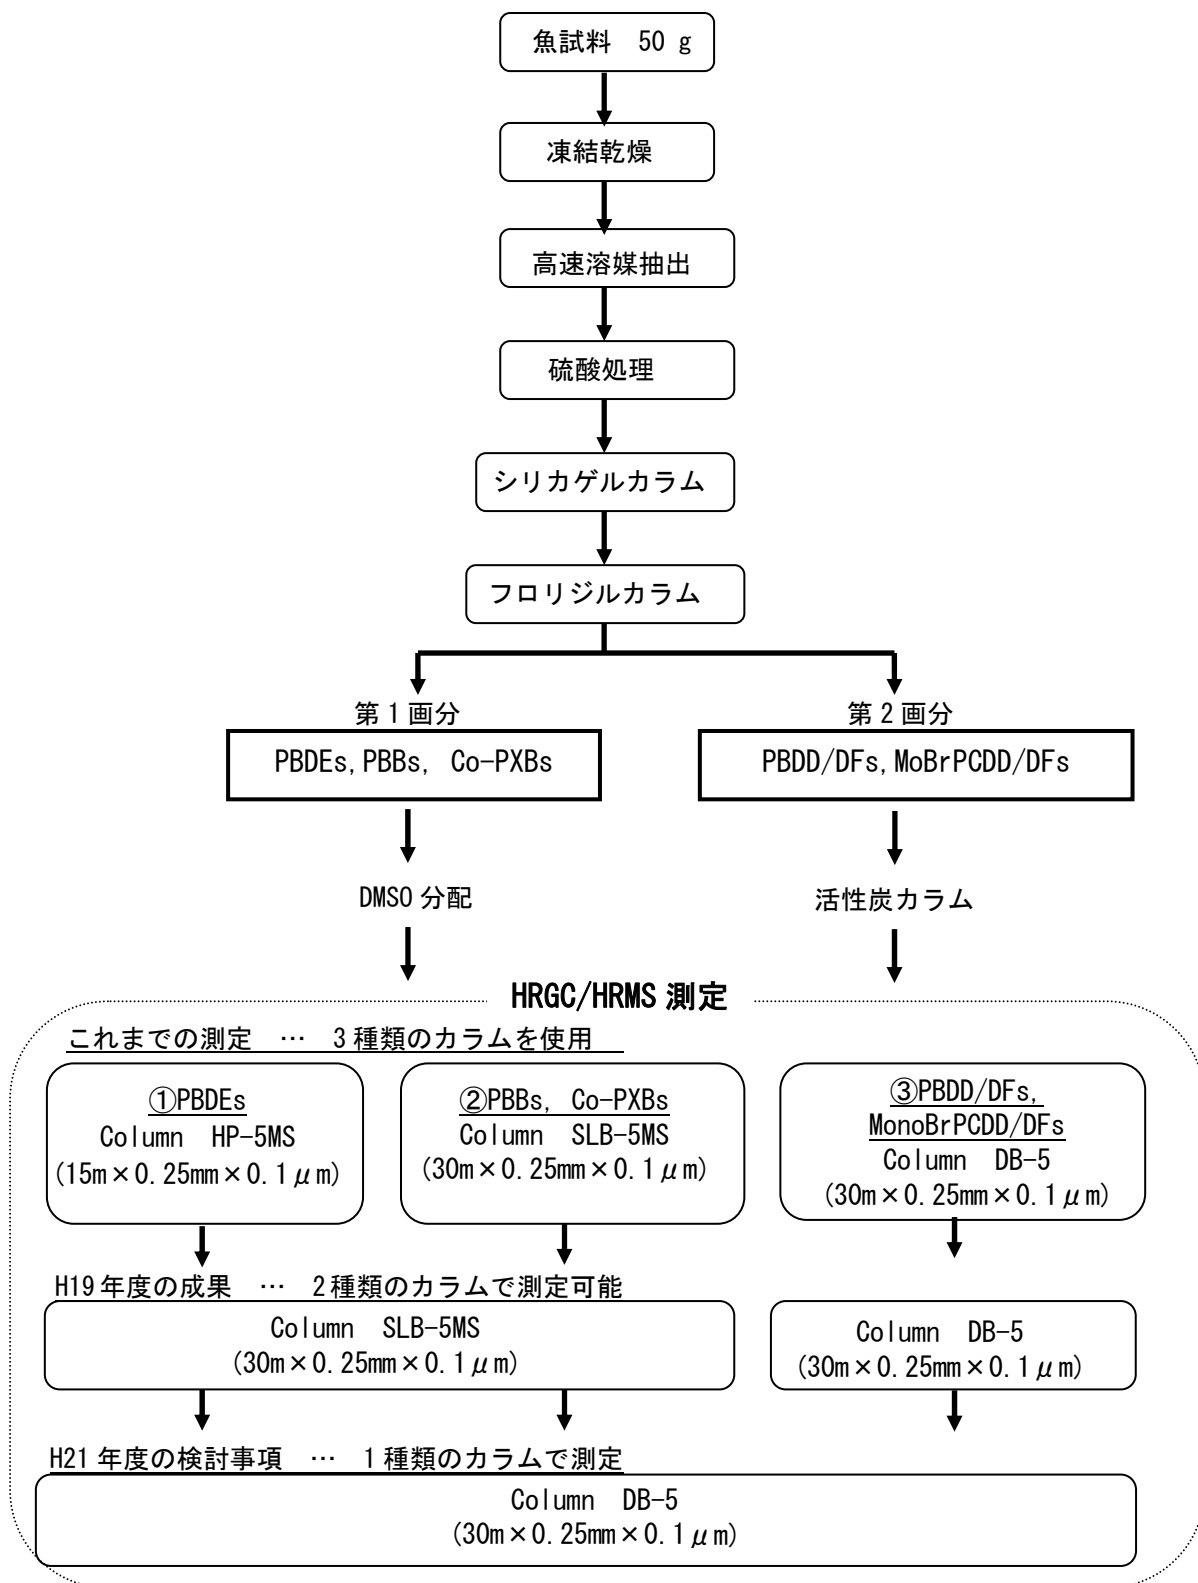 魚試料　50 g
凍結乾燥
高速溶媒抽出
硫酸処理
シリカゲルカラム
フロリジルカラム
第1画分
第2画分
PBDEs, PBBs,　Co-PXBs
PBDD/DFs, MoBrPCDD/DFs
DMSO 分配
活性炭カラム
HRGC/HRMS 測定
これまでの測定　…　3種類のカラムを使用
①PBDEs
Column　HP-5MS
(15m×0.25mm×0.1μm)
②PBBs,　Co-PXBs
Column　SLB-5MS
(30m×0.25mm×0.1μm)
③PBDD/DFs,
MonoBrPCDD/DFs
Column　DB-5
(30m×0.25mm×0.1μm)
H19年度の成果　…　2種類のカラムで測定可能
Column　SLB-5MS
(30m×0.25mm×0.1μm)
Column　DB-5
(30m×0.25mm×0.1μm)
H21年度の検討事項　…　1種類のカラムで測定
Column　DB-5
(30m×0.25mm×0.1μm)